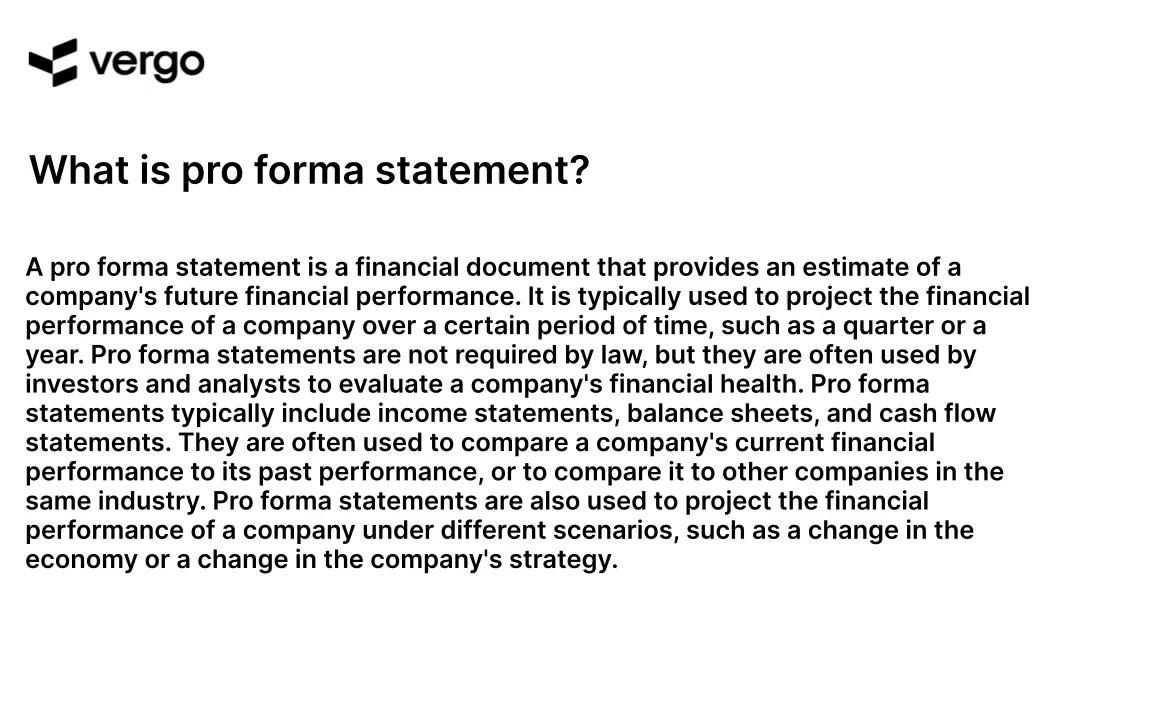 vergo
What is pro forma statement?
A pro forma statement is a financial document that provides an estimate of a
company's future financial performance. It is typically used to project the financial
performance of a company over a certain period of time, such as a quarter or a
year. Pro forma statements are not required by law, but they are often used by
investors and analysts to evaluate a company's financial health. Pro forma
statements typically include income statements, balance sheets, and cash flow
statements. They are often used to compare a company's current financial
performance to its past performance, or to compare it to other companies in the
same industry. Pro forma statements are also used to project the financial
performance of a company under different scenarios, such as a change in the
economy or a change in the company's strategy.